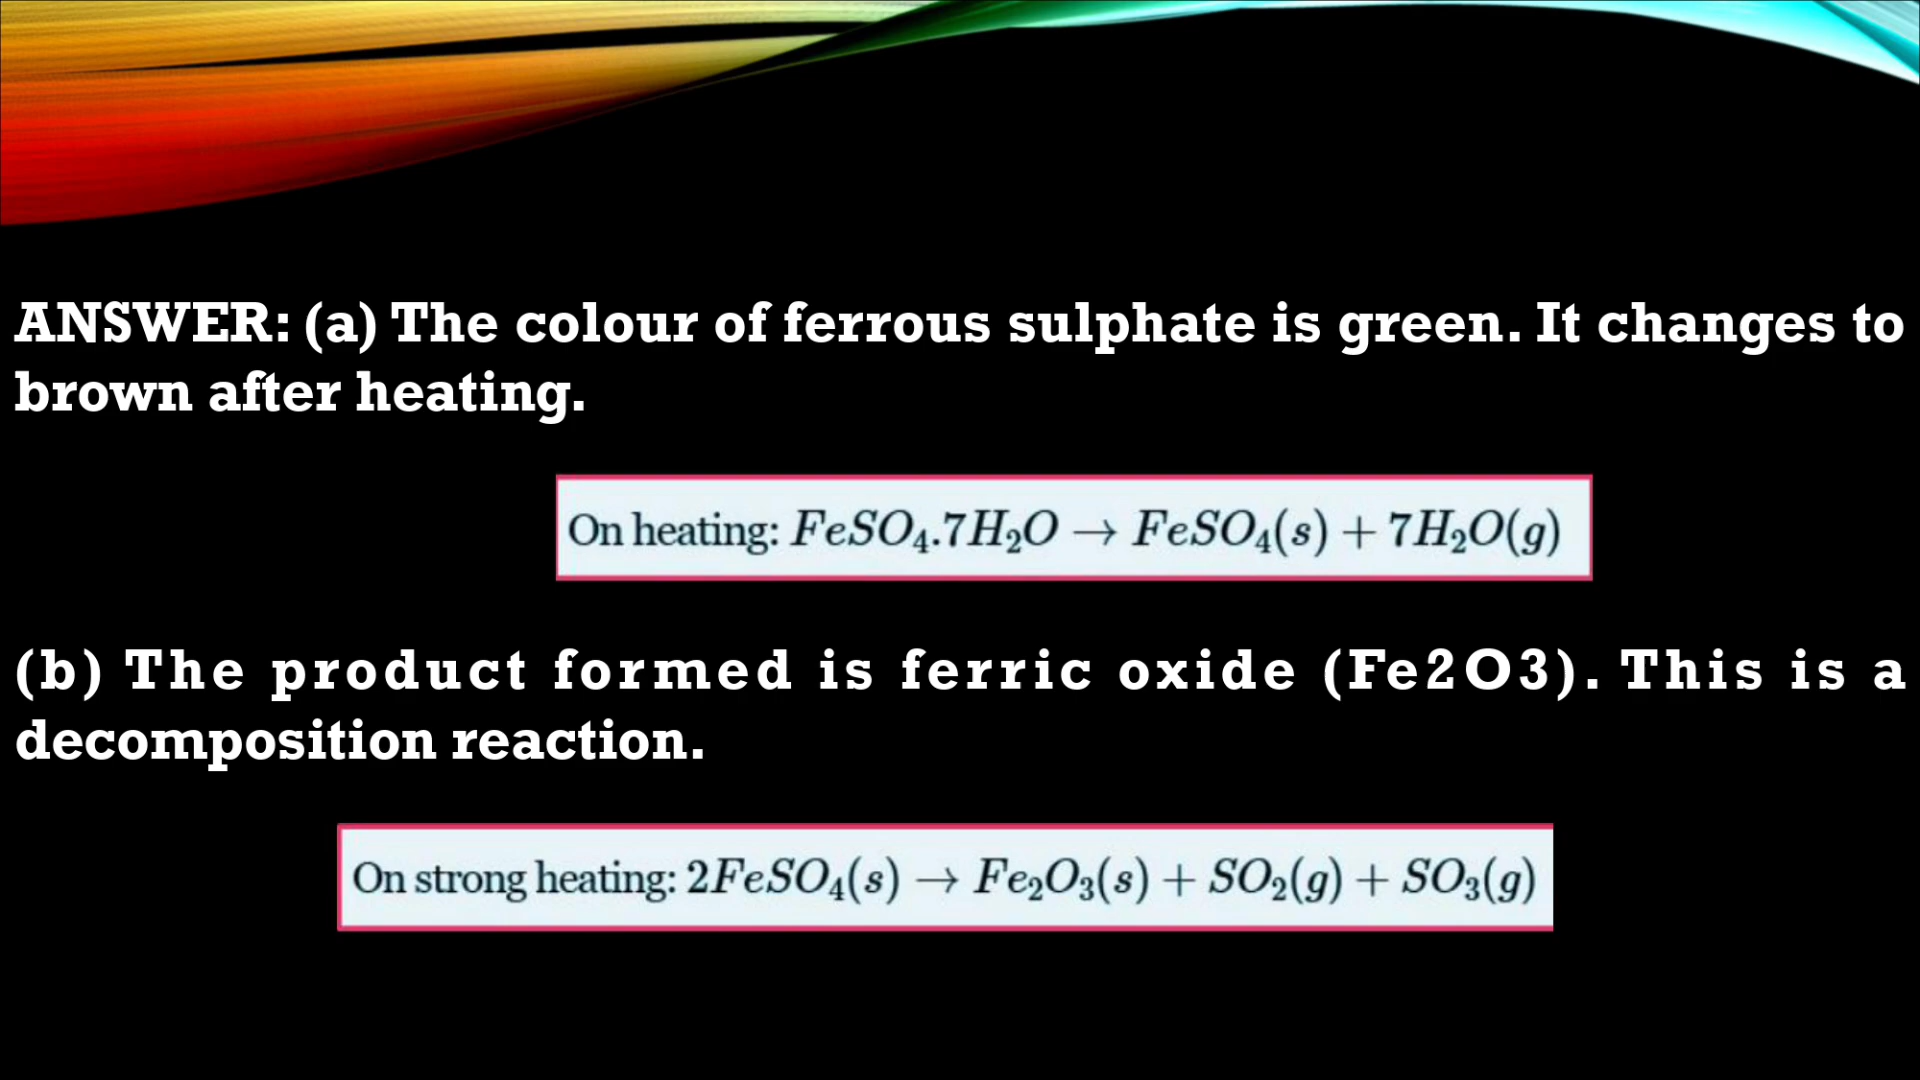 ANSWER: (a) The colour of ferrous sulphate is green. It changes to
brown after heating.
On heating: FeSO₄.7H₂O → FeSO₄(s) + 7H₂O(g)
(b) The product formed is ferric oxide (Fe2O3). This is a
decomposition reaction.
On strong heating: 2FeSO₄(s) → Fe₂O₃(s) + SO₂(g) + SO₃(g)